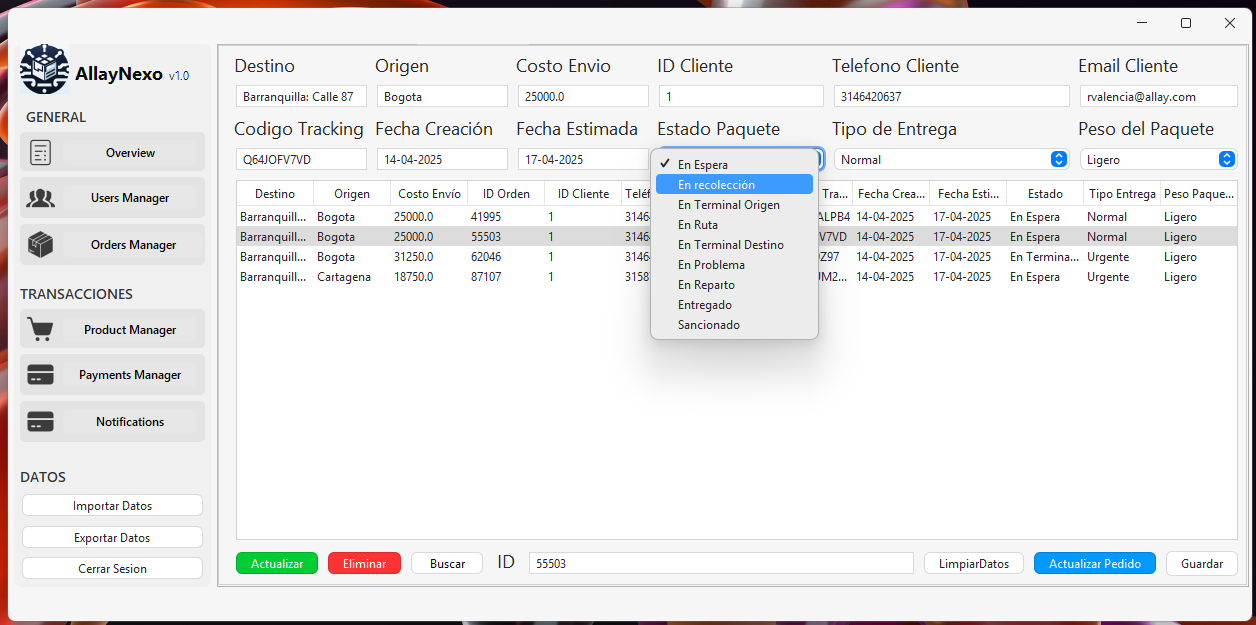 AllayNexo v1.0
GENERAL
Overview
Users Manager
Orders Manager
TRANSACCIONES
Product Manager
Payments Manager
Notifications
DATOS
Importar Datos
Exportar Datos
Cerrar Sesion
Destino Origen Costo Envio ID Cliente Telefono Cliente Email Cliente
Barranquilla: Calle 87 Bogota 25000.0 1 3146420637 rvalencia@allay.com
Codigo Tracking Fecha Creación Fecha Estimada Estado Paquete Tipo de Entrega Peso del Paquete
Q64JOFV7VD 14-04-2025 17-04-2025 Normal Ligero
En Espera
En recolección
En Terminal Origen
En Ruta
En Terminal Destino
En Problema
En Reparto
Entregado
Sancionado
Destino Origen Costo Envío ID Orden ID Cliente Teléf Tra... Fecha Crea... Fecha Esti... Estado Tipo Entrega Peso Paque...
Barranquill... Bogota 25000.0 41995 1 3146 ALPB4 14-04-2025 17-04-2025 En Espera Normal Ligero
Barranquill... Bogota 25000.0 55503 1 3146 V7VD 14-04-2025 17-04-2025 En Espera Normal Ligero
Barranquill... Bogota 31250.0 62046 1 3146 Z97 14-04-2025 17-04-2025 En Termina... Urgente Ligero
Barranquill... Cartagena 18750.0 87107 1 3158 M2... 14-04-2025 17-04-2025 En Espera Urgente Ligero
Actualizar Eliminar Buscar ID 55503 LimpiarDatos Actualizar Pedido Guardar